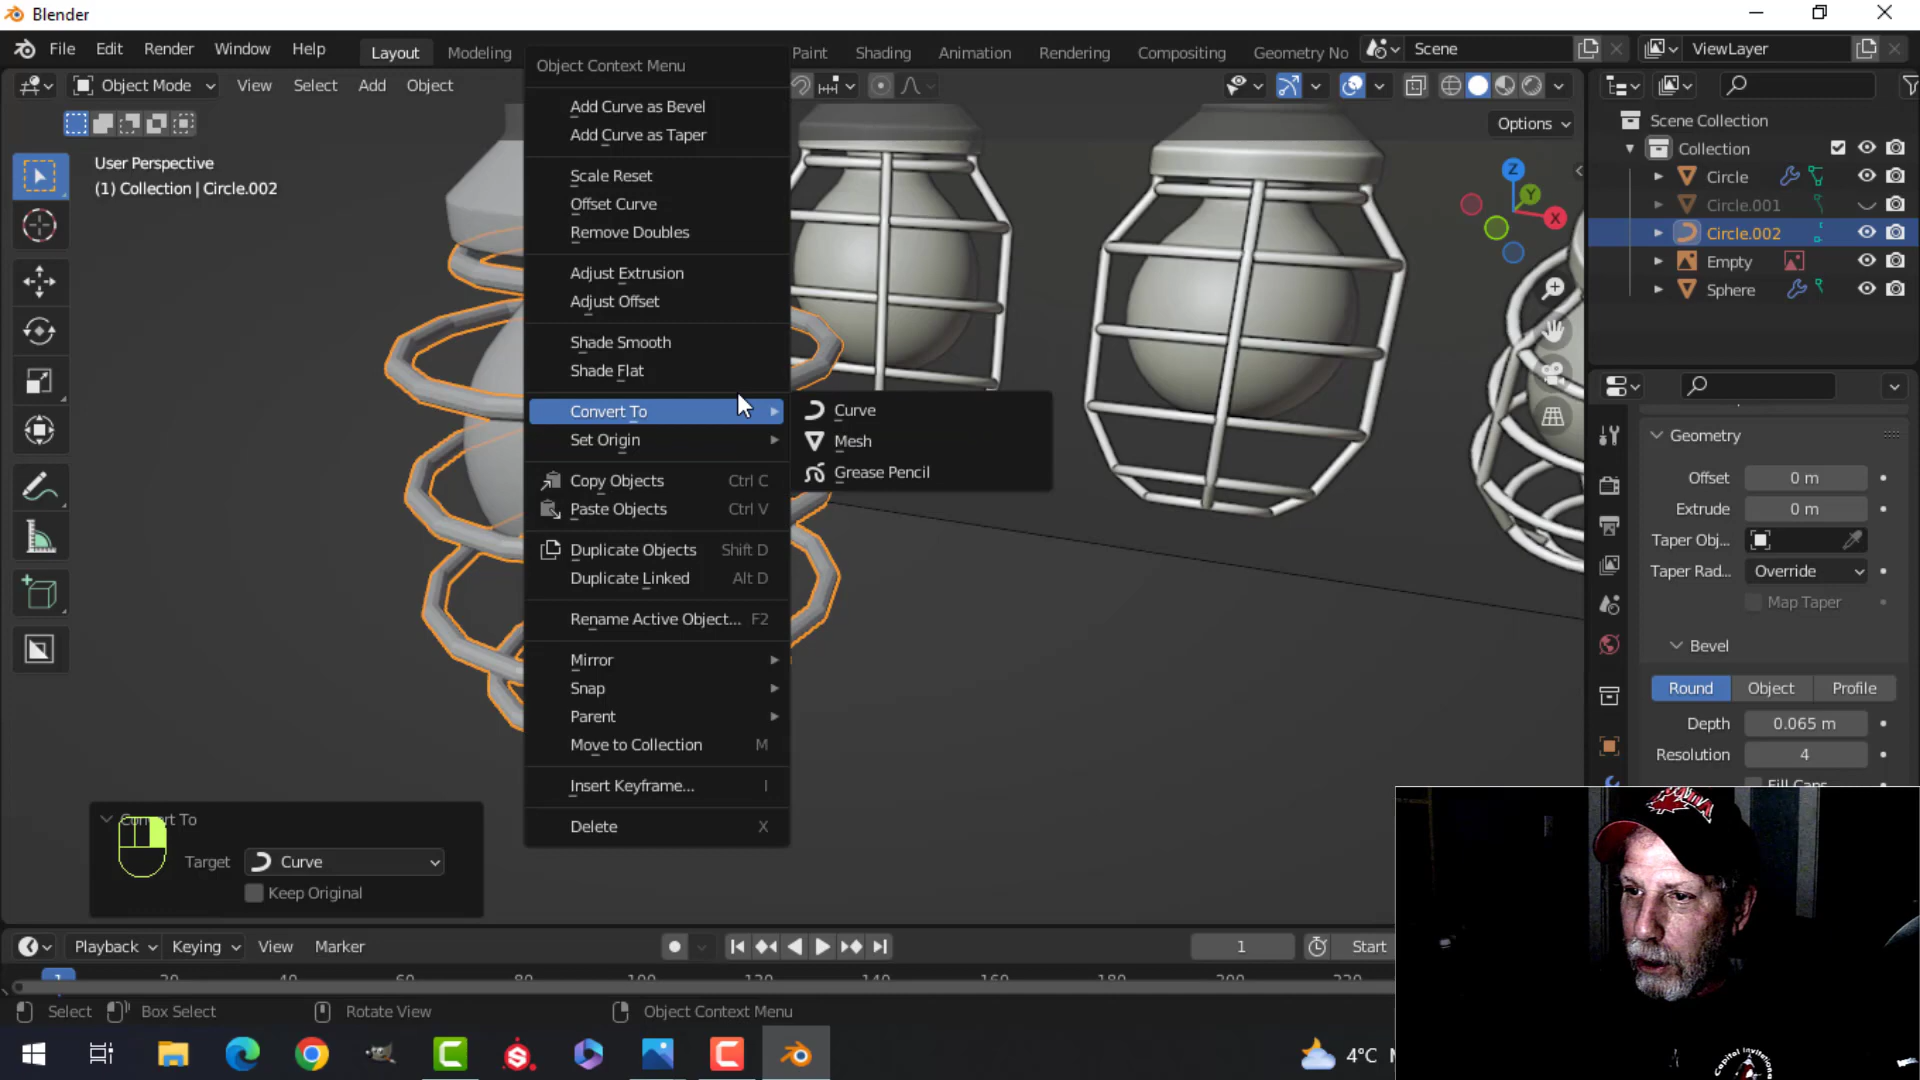 Blender
File Edit Render Window Help Layout Modeling Paint Shading Animation Rendering Compositing Geometry No Scene ViewLayer
Object Mode View Select Add Object
Options
User Perspective
(1) Collection | Circle.002
Object Context Menu
Add Curve as Bevel
Add Curve as Taper
Scale Reset
Offset Curve
Remove Doubles
Adjust Extrusion
Adjust Offset
Shade Smooth
Shade Flat
Convert To
Set Origin
Copy Objects Ctrl C
Paste Objects Ctrl V
Duplicate Objects Shift D
Duplicate Linked Alt D
Rename Active Object... F2
Mirror
Snap
Parent
Move to Collection M
Insert Keyframe... I
Delete X
Curve
Mesh
Grease Pencil
Z
Y
X
Scene Collection
Collection
Circle
Circle.001
Circle.002
Empty
Sphere
Geometry
Offset 0 m
Extrude 0 m
Taper Obj...
Taper Rad... Override
Map Taper
Bevel
Round Object Profile
Depth 0.065 m
Resolution 4
Fill Caps
Convert To
Target Curve
Keep Original
Playback Keying View Marker 1 Start
1 20 40 60 80 100 120 140 160 180 200 220
Select Box Select Rotate View Object Context Menu
4°C